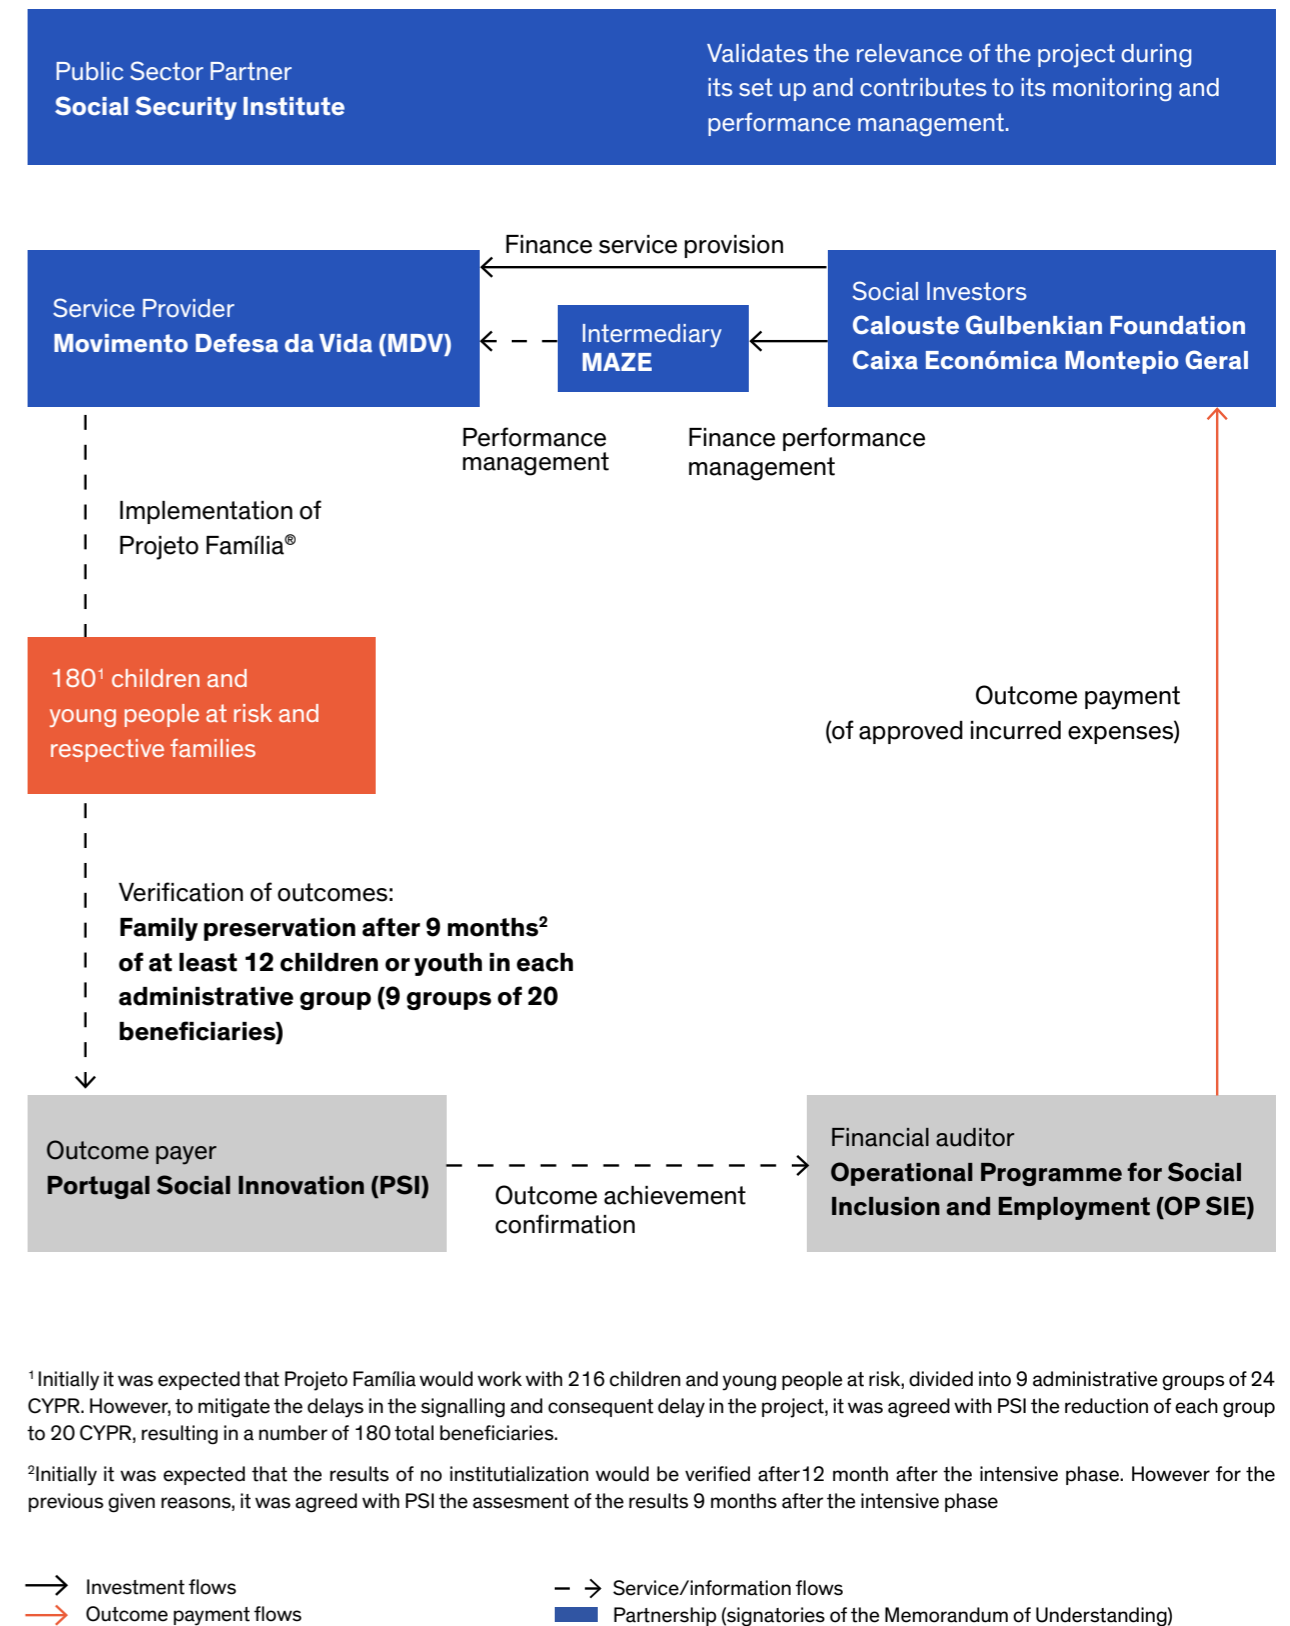 Public Sector Partner
Social Security Institute
Validates the relevance of the project during
its set up and contributes to its monitoring and
performance management.
Finance service provision
Service Provider
Movimento Defesa da Vida (MDV)
Intermediary
MAZE
Social Investors
Calouste Gulbenkian Foundation
Caixa Económica Montepio Geral
Performance
management
Finance performance
management
Implementation of
Projeto Família®
180¹ children and
young people at risk and
respective families
Outcome payment
(of approved incurred expenses)
Verification of outcomes:
Family preservation after 9 months²
of at least 12 children or youth in each
administrative group (9 groups of 20
beneficiaries)
Outcome payer
Portugal Social Innovation (PSI)
Outcome achievement
confirmation
Financial auditor
Operational Programme for Social
Inclusion and Employment (OP SIE)
¹ Initially it was expected that Projeto Família would work with 216 children and young people at risk, divided into 9 administrative groups of 24
CYPR. However, to mitigate the delays in the signalling and consequent delay in the project, it was agreed with PSI the reduction of each group
to 20 CYPR, resulting in a number of 180 total beneficiaries.
²Initially it was expected that the results of no institutialization would be verified after12 month after the intensive phase. However for the
previous given reasons, it was agreed with PSI the assesment of the results 9 months after the intensive phase
Investment flows
Outcome payment flows
Service/information flows
Partnership (signatories of the Memorandum of Understanding)